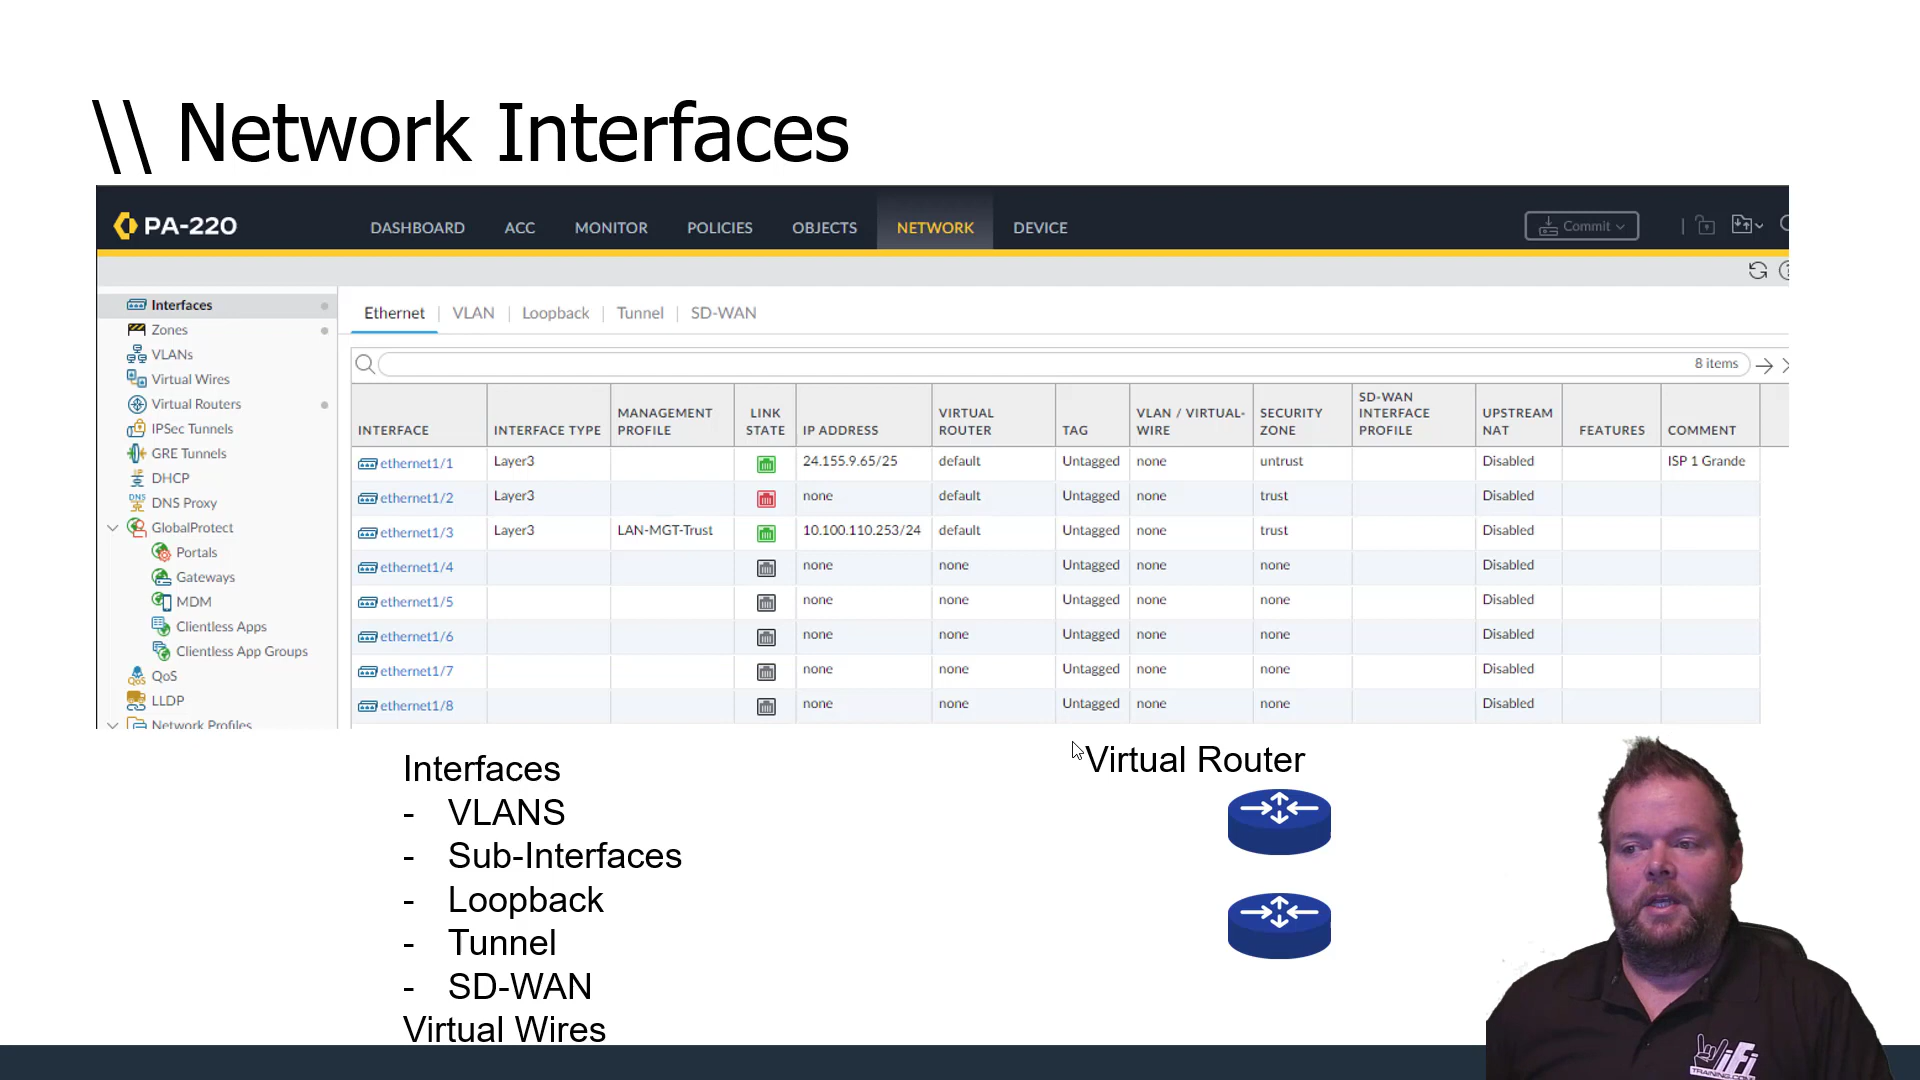 \\ Network Interfaces
PA-220 DASHBOARD ACC MONITOR POLICIES OBJECTS NETWORK DEVICE Commit
Interfaces
Zones
VLANs
Virtual Wires
Virtual Routers
IPSec Tunnels
GRE Tunnels
DHCP
DNS DNS Proxy
GlobalProtect
Portals
Gateways
MDM
Clientless Apps
Clientless App Groups
QoS QoS
LLDP
Network Profiles
Ethernet | VLAN | Loopback | Tunnel | SD-WAN
8 items
INTERFACE INTERFACE TYPE MANAGEMENT PROFILE LINK STATE IP ADDRESS VIRTUAL ROUTER TAG VLAN / VIRTUAL-WIRE SECURITY ZONE SD-WAN INTERFACE PROFILE UPSTREAM NAT FEATURES COMMENT
ethernet1/1 Layer3 24.155.9.65/25 default Untagged none untrust Disabled ISP 1 Grande
ethernet1/2 Layer3 none default Untagged none trust Disabled
ethernet1/3 Layer3 LAN-MGT-Trust 10.100.110.253/24 default Untagged none trust Disabled
ethernet1/4 none none Untagged none none Disabled
ethernet1/5 none none Untagged none none Disabled
ethernet1/6 none none Untagged none none Disabled
ethernet1/7 none none Untagged none none Disabled
ethernet1/8 none none Untagged none none Disabled
Interfaces
- VLANS
- Sub-Interfaces
- Loopback
- Tunnel
- SD-WAN
Virtual Wires
Virtual Router
WiFi
TRAINING.COM